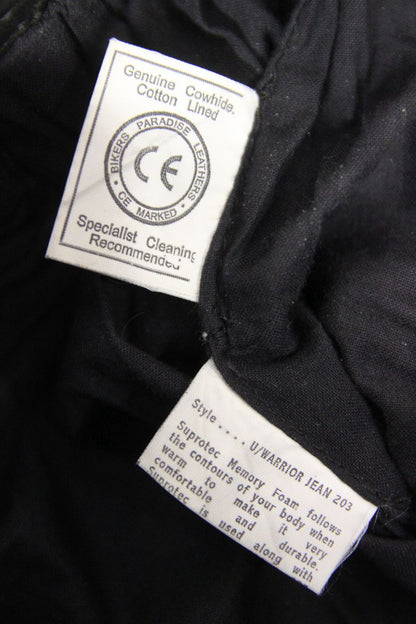 Genuine Cowhide.
Cotton Lined
BIKERS PARADISE LEATHERS
CE
• CE MARKED •
Specialist Cleaning
Recommended
Style.... U/WARRIOR JEAN 203
Suprotec Memory Foam follows
the contours of your body when
warm to make it very
comfortable and durable.
Suprotec is used along with